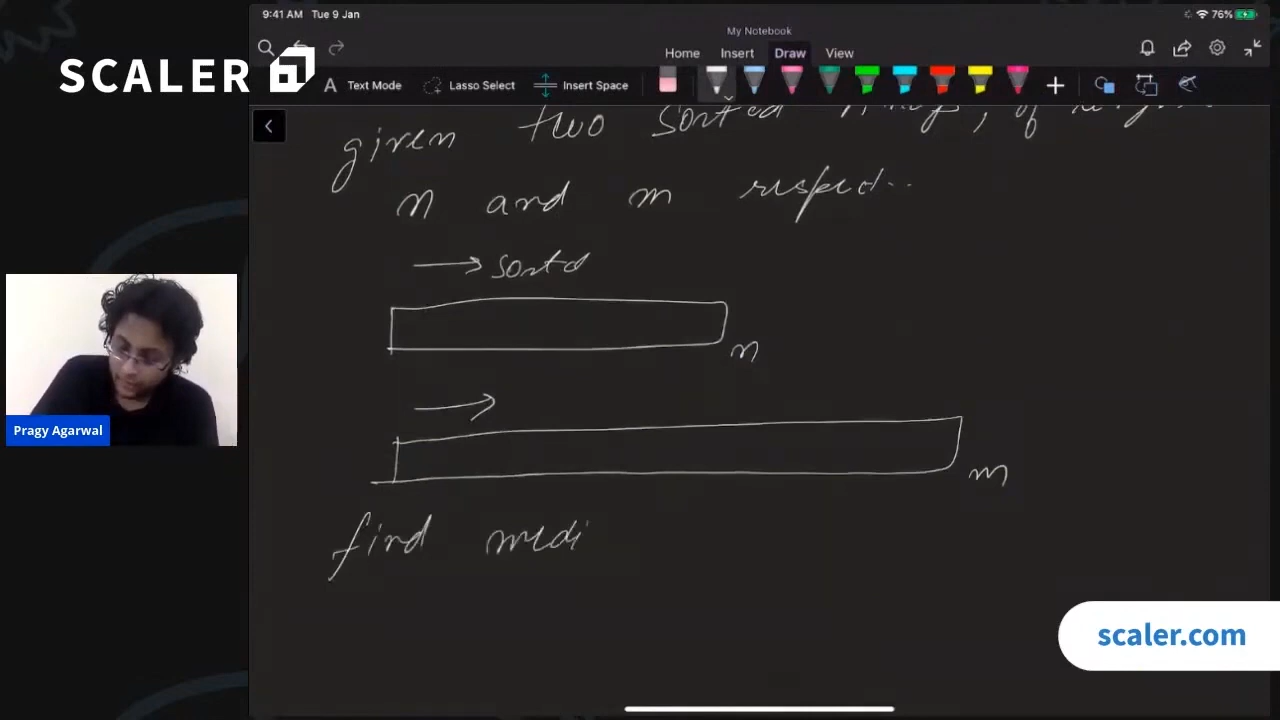 9:41 AM Tue 9 Jan
76%
My Notebook
SCALER
Home Insert Draw View
A Text Mode Lasso Select Insert Space
given two sorted
n and m respect..
→ sortd
n
Pragy Agarwal
→
m
find medi
scaler.com